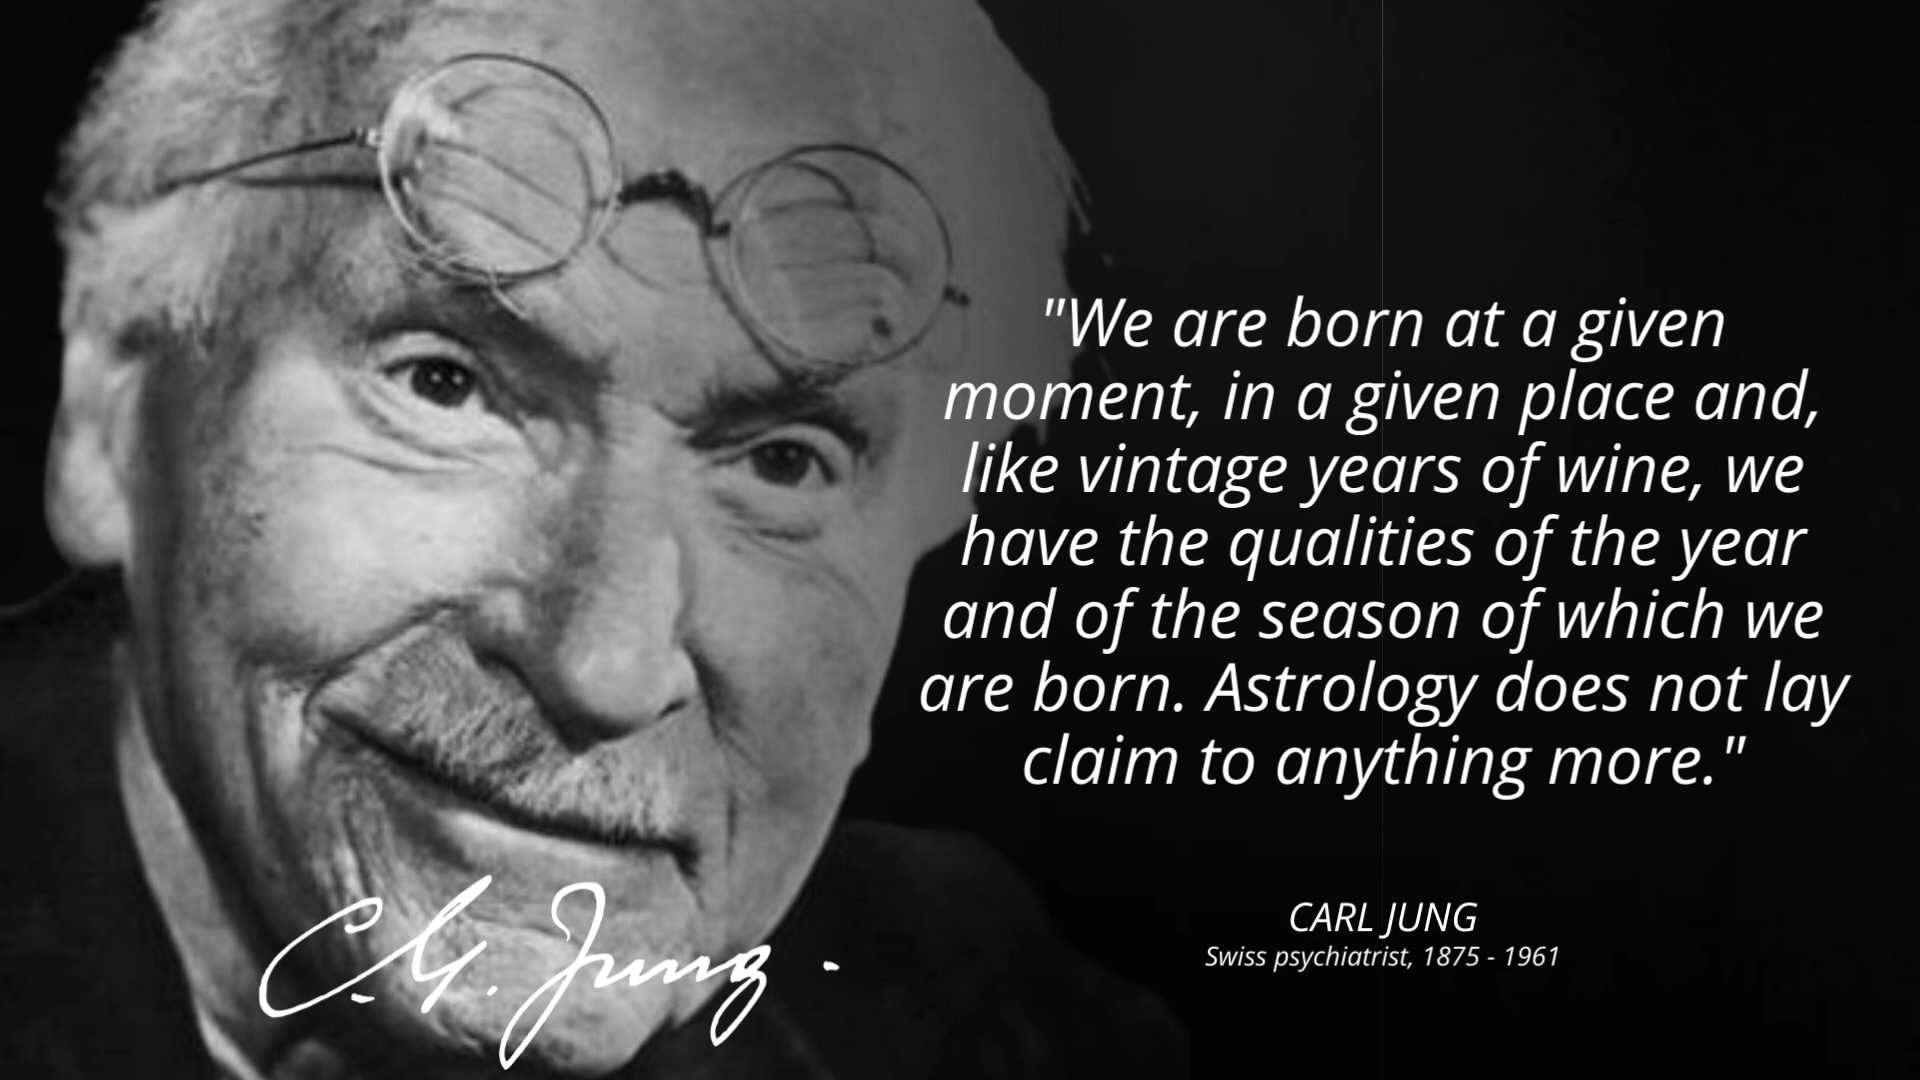 "We are born at a given
moment, in a given place and,
like vintage years of wine, we
have the qualities of the year
and of the season of which we
are born. Astrology does not lay
claim to anything more."
CARL JUNG
Swiss psychiatrist, 1875 - 1961
C. G. Jung.